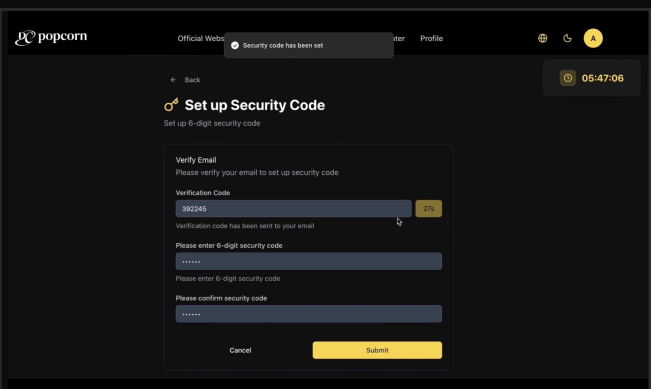 popcorn
Official Webs
ter
Profile
A
Security code has been set
05:47:06
← Back
Set up Security Code
Set up 6-digit security code
Verify Email
Please verify your email to set up security code
Verification Code
392245
27s
Verification code has been sent to your email
Please enter 6-digit security code
••••••
Please enter 6-digit security code
Please confirm security code
••••••
Cancel
Submit